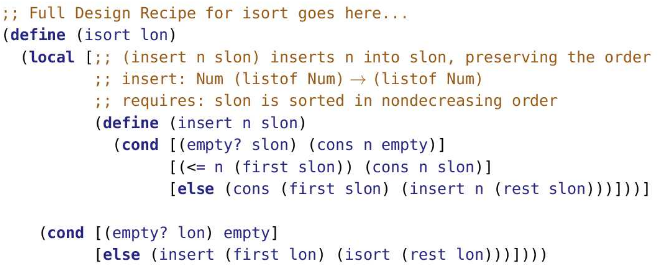 ;; Full Design Recipe for isort goes here...
(define (isort lon)
  (local [;; (insert n slon) inserts n into slon, preserving the order
          ;; insert: Num (listof Num) → (listof Num)
          ;; requires: slon is sorted in nondecreasing order
          (define (insert n slon)
            (cond [(empty? slon) (cons n empty)]
                  [(<= n (first slon)) (cons n slon)]
                  [else (cons (first slon) (insert n (rest slon)))]))]
    (cond [(empty? lon) empty]
          [else (insert (first lon) (isort (rest lon)))])))